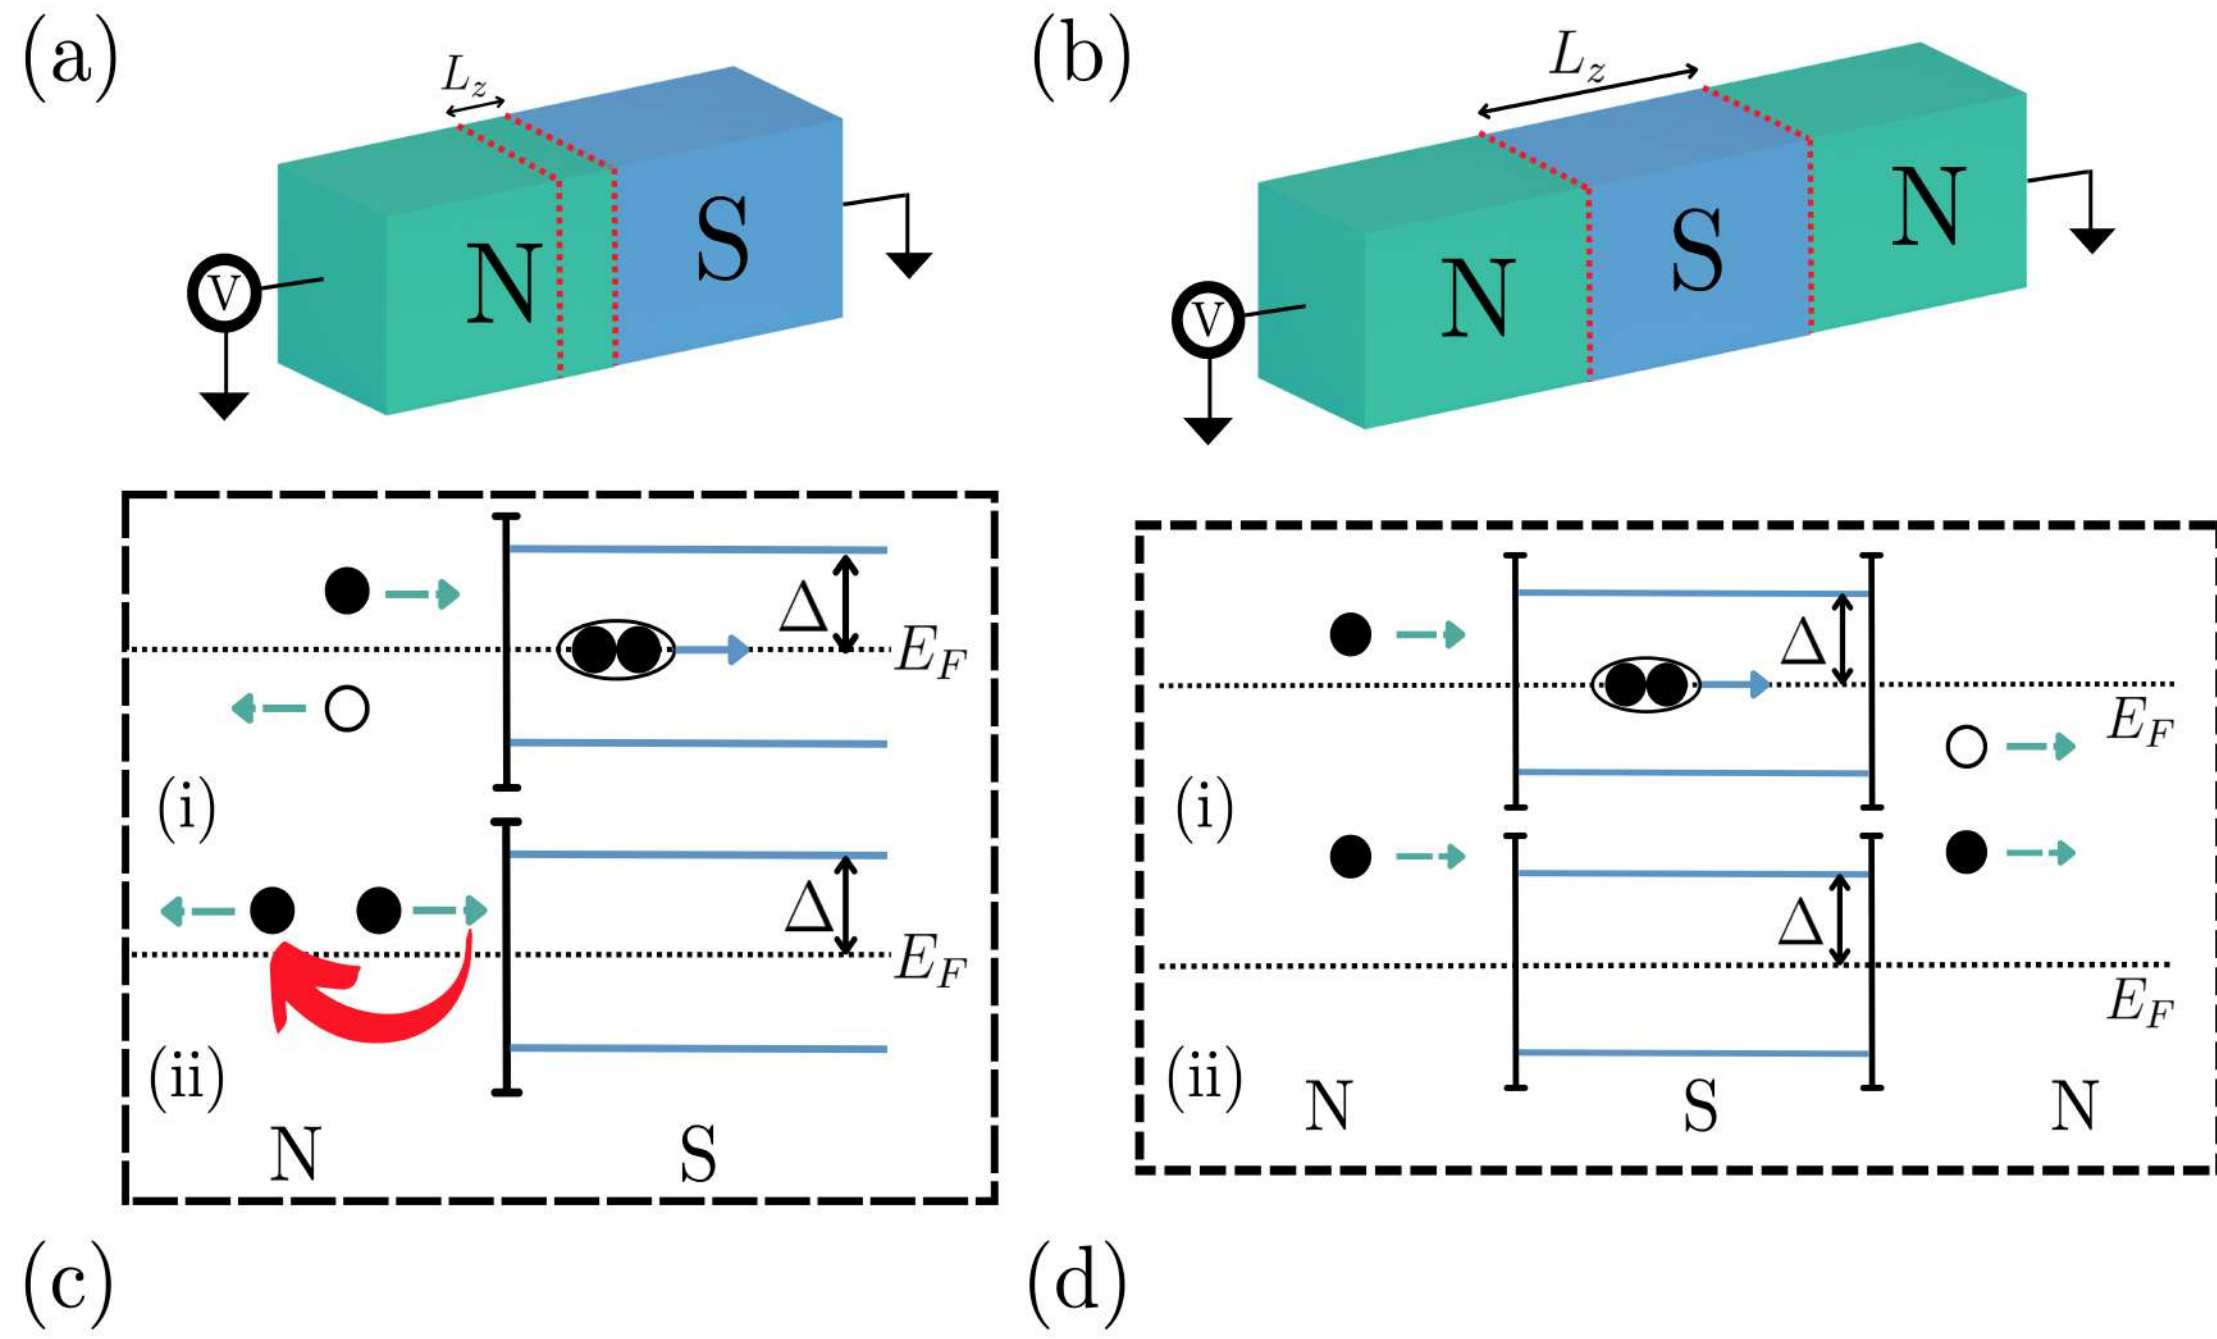 (a)
L_z
N
S
V
(b)
L_z
N
S
N
V
Δ
E_F
(i)
Δ
E_F
(ii)
N
S
(c)
Δ
E_F
(i)
Δ
E_F
(ii)
N
S
N
(d)